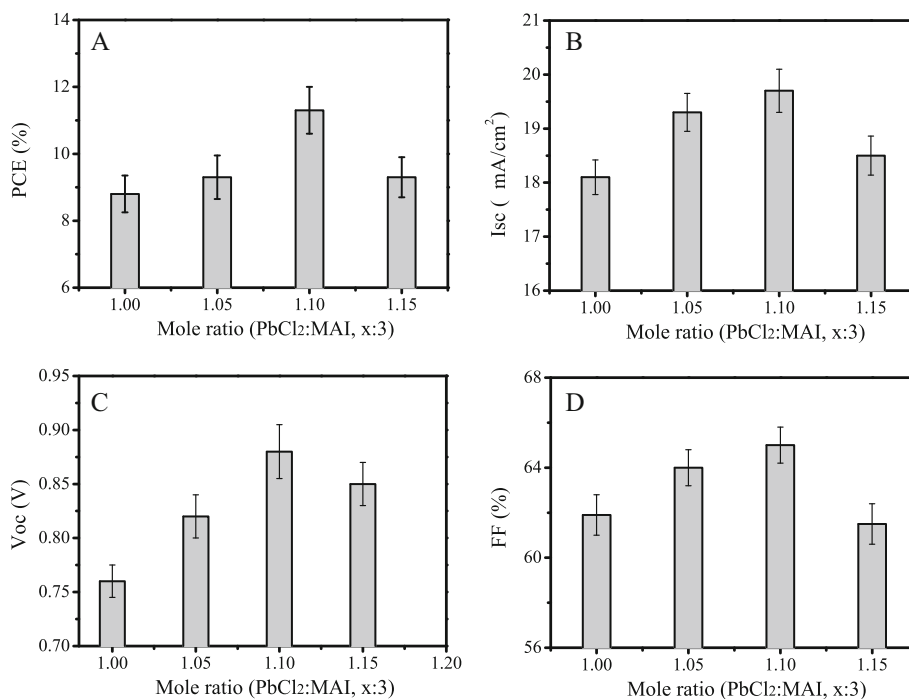 A
PCE (%)
14
12
10
8
6
1.00 1.05 1.10 1.15
Mole ratio (PbCl2:MAI, x:3)
B
Isc ( mA/cm²)
21
20
19
18
17
16
1.00 1.05 1.10 1.15
Mole ratio (PbCl2:MAI, x:3)
C
Voc (V)
0.95
0.90
0.85
0.80
0.75
0.70
1.00 1.05 1.10 1.15 1.20
Mole ratio (PbCl2:MAI, x:3)
D
FF (%)
68
64
60
56
1.00 1.05 1.10 1.15
Mole ratio (PbCl2:MAI, x:3)